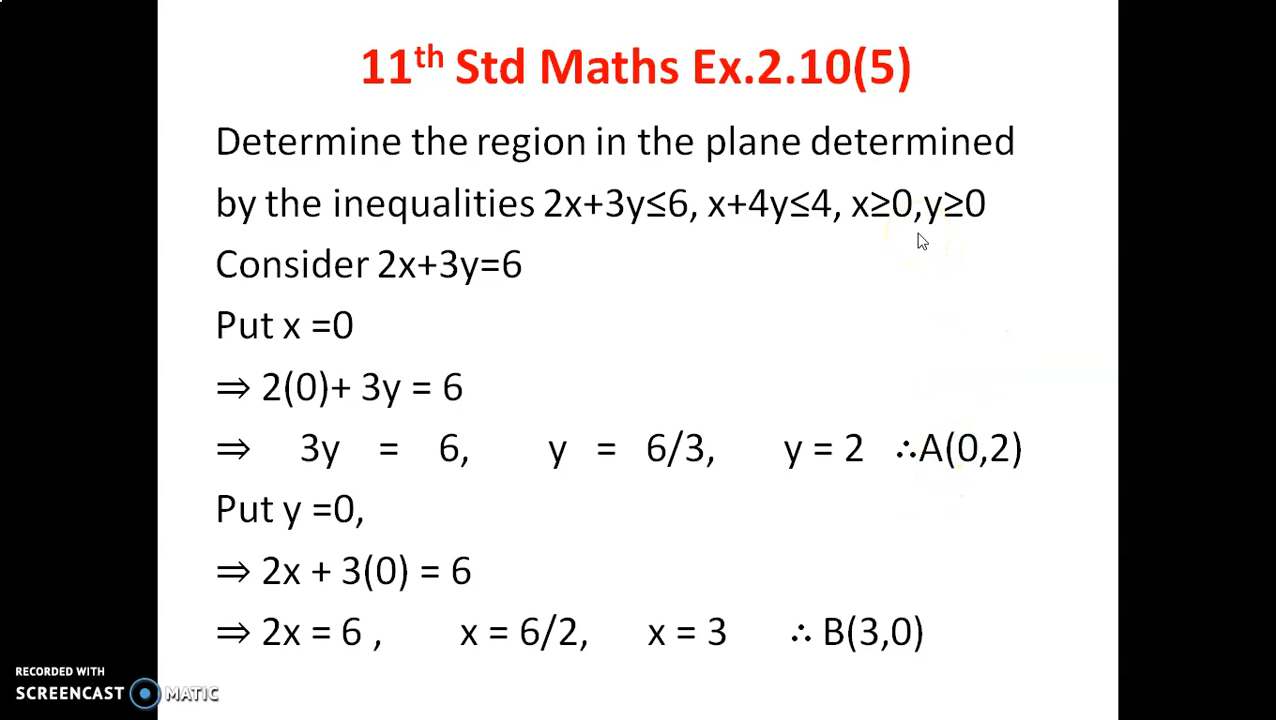 11th Std Maths Ex.2.10(5)
Determine the region in the plane determined
by the inequalities 2x+3y≤6, x+4y≤4, x≥0,y≥0
Consider 2x+3y=6
Put x =0
⇒ 2(0)+ 3y = 6
⇒ 3y = 6, y = 6/3, y = 2 ∴A(0,2)
Put y =0,
⇒ 2x + 3(0) = 6
⇒ 2x = 6 , x = 6/2, x = 3 ∴ B(3,0)
RECORDED WITH
SCREENCAST MATIC